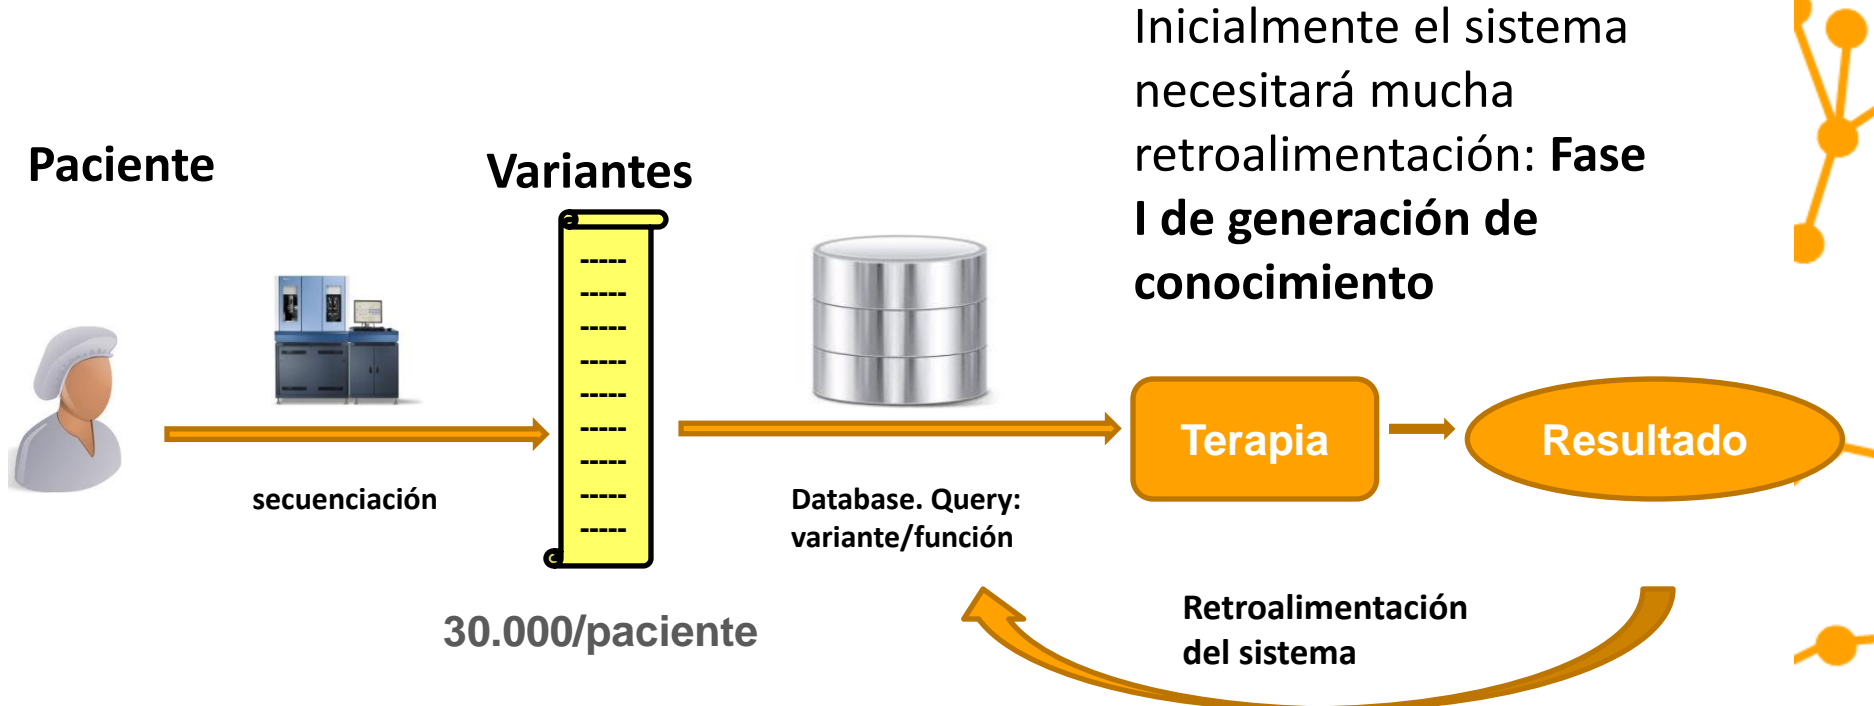 Inicialmente el sistema
necesitará mucha
retroalimentación: Fase
I de generación de
conocimiento
Paciente
Variantes
-----
-----
-----
-----
-----
-----
-----
-----
-----
secuenciación
Database. Query:
variante/función
Terapia
Resultado
30.000/paciente
Retroalimentación
del sistema